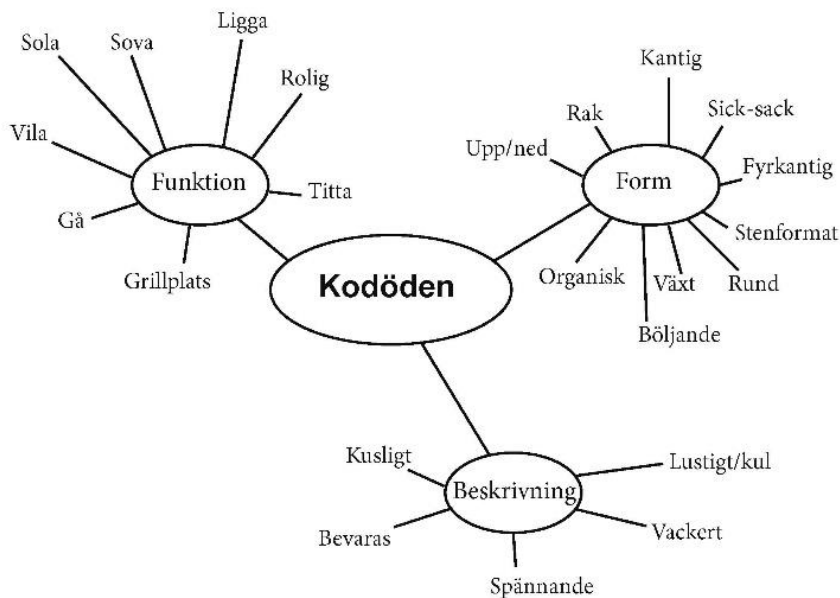 Ligga
Sola
Sova
Rolig
Vila
Funktion
Titta
Gå
Grillplats
Kantig
Rak
Sick-sack
Upp/ned
Fyrkantig
Form
Stenformat
Organisk
Växt
Rund
Böljande
Kodöden
Kusligt
Lustigt/kul
Beskrivning
Bevaras
Vackert
Spännande